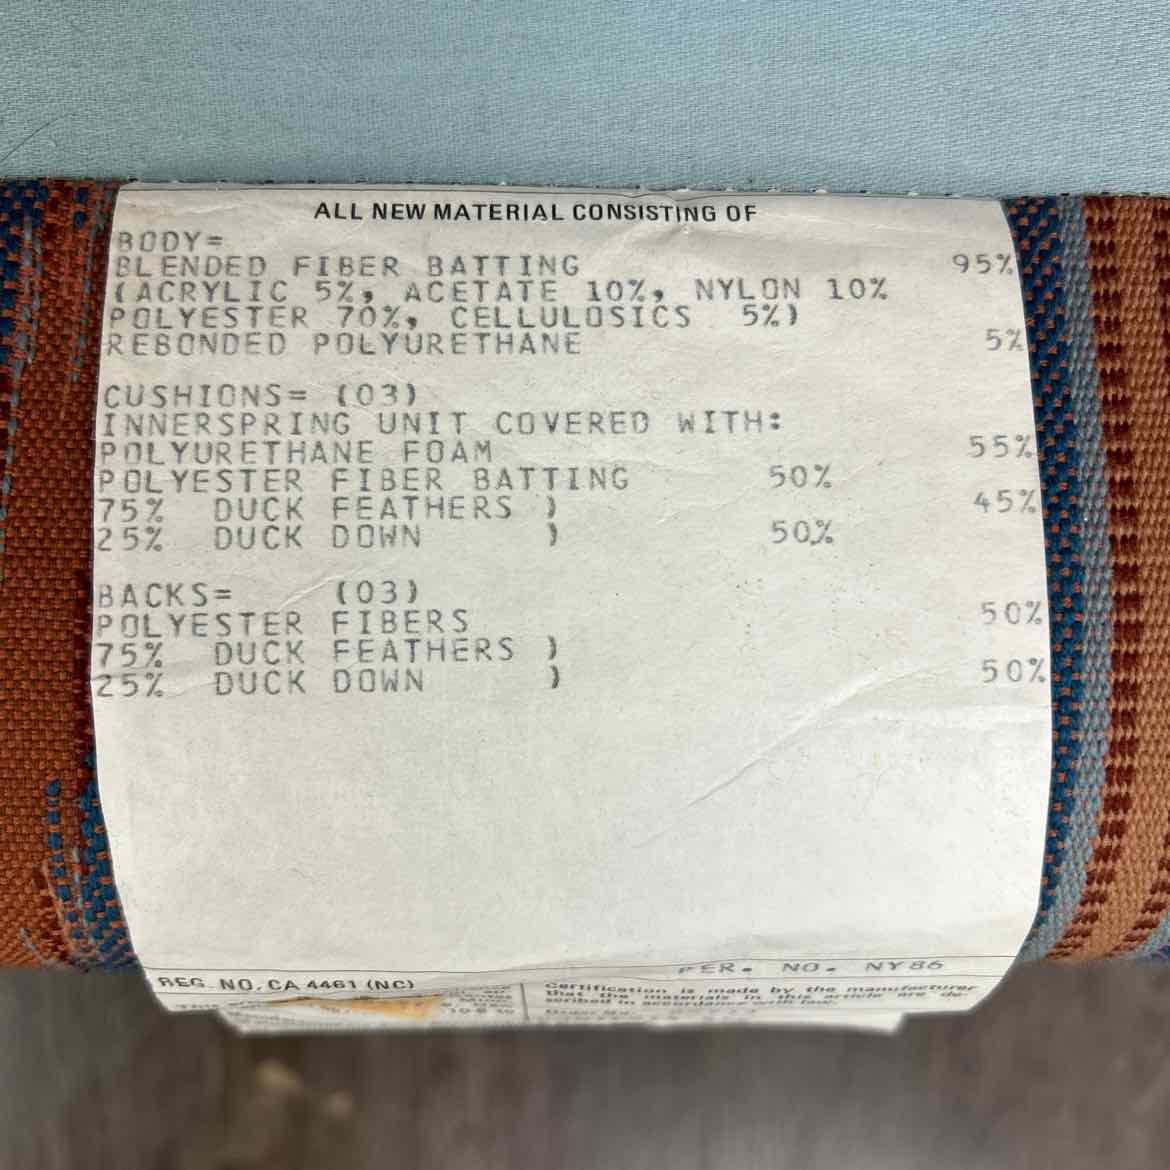 ALL NEW MATERIAL CONSISTING OF
BODY=
BLENDED FIBER BATTING 95%
(ACRYLIC 5%, ACETATE 10%, NYLON 10%
POLYESTER 70%, CELLULOSICS 5%)
REBONDED POLYURETHANE 5%
CUSHIONS= (03)
INNERSPRING UNIT COVERED WITH:
POLYURETHANE FOAM 55%
POLYESTER FIBER BATTING 50%
75% DUCK FEATHERS ) 45%
25% DUCK DOWN ) 50%
BACKS= (03)
POLYESTER FIBERS 50%
75% DUCK FEATHERS )
25% DUCK DOWN ) 50%
PER. NO. NY86
REG. NO. CA 4461 (NC)
Certification is made by the manufacturer
that the materials in this article are de-
scribed in accordance with law.